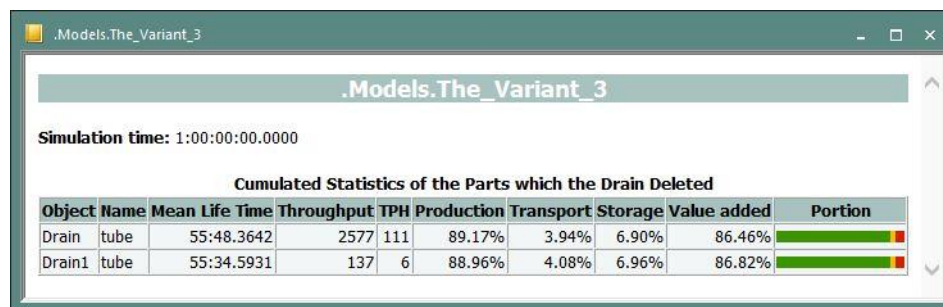 .Models.The_Variant_3
.Models.The_Variant_3
Simulation time: 1:00:00:00.0000
Cumulated Statistics of the Parts which the Drain Deleted
Object Name Mean Life Time Throughput TPH Production Transport Storage Value added Portion
Drain tube 55:48.3642 2577 111 89.17% 3.94% 6.90% 86.46%
Drain1 tube 55:34.5931 137 6 88.96% 4.08% 6.96% 86.82%